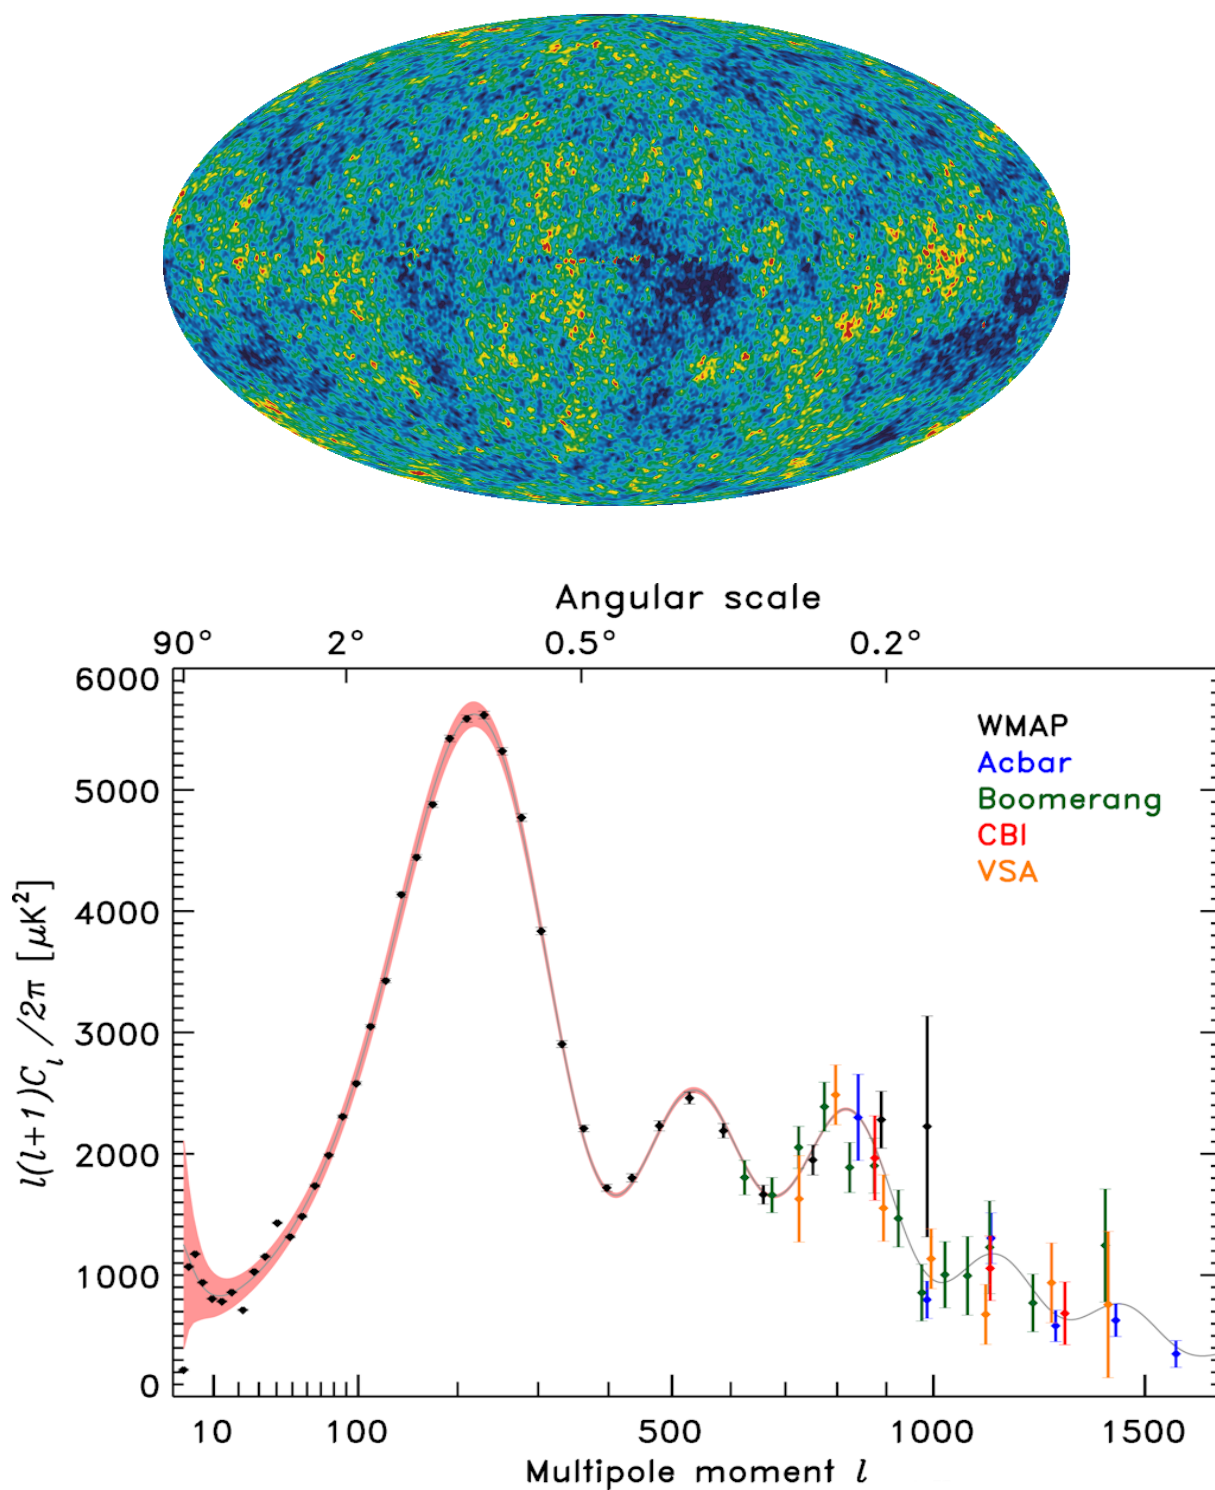 Angular scale
90° 2° 0.5° 0.2°
6000
5000
4000
3000
2000
1000
0
l(l+1)C_l/2π [μK²]
WMAP
Acbar
Boomerang
CBI
VSA
10 100 500 1000 1500
Multipole moment l